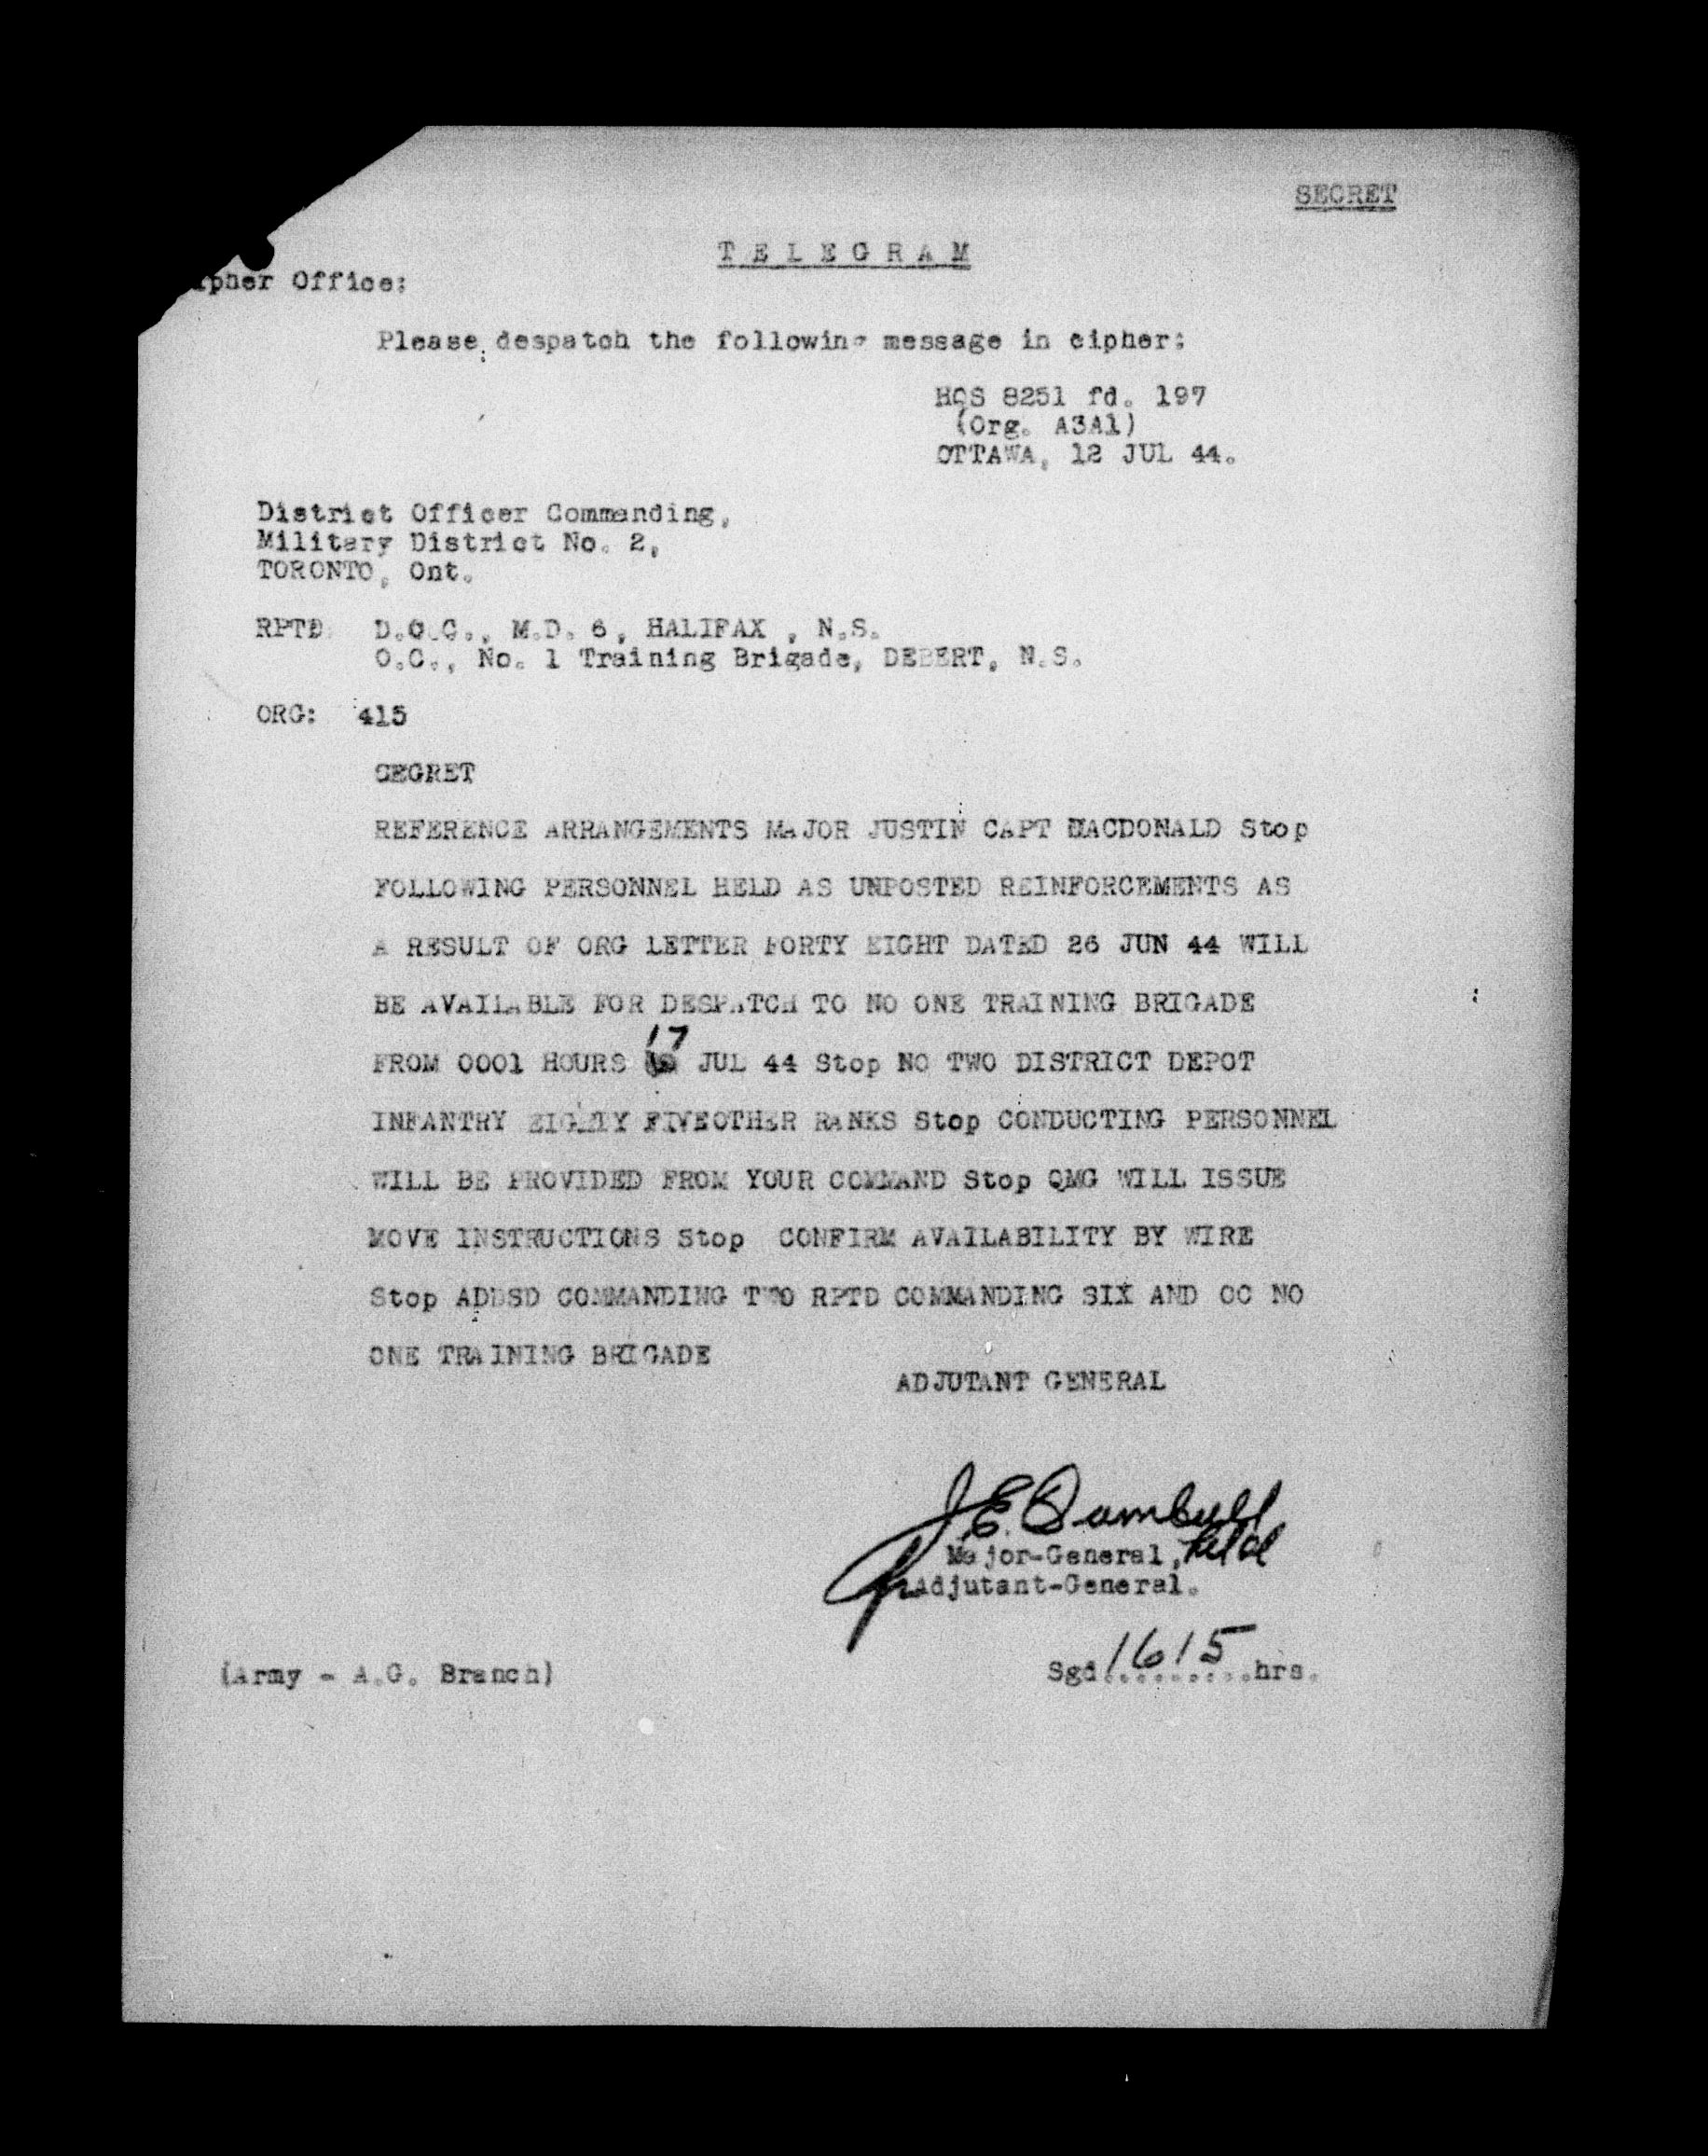 SECRET
TELEGRAM
ipher Office:
Please despatch the following message in cipher:
HQS 8251 fd. 197
(Org. A3A1)
OTTAWA, 12 JUL 44.
District Officer Commanding,
Military District No. 2,
TORONTO, Ont.
RPTD D.O.C., M.D. 6, HALIFAX , N.S.
O.C., No. 1 Training Brigade, DEBERT, N.S.
ORG: 415
SECRET
REFERENCE ARRANGEMENTS MAJOR JUSTIN CAPT MACDONALD Stop
FOLLOWING PERSONNEL HELD AS UNPOSTED REINFORCEMENTS AS
A RESULT OF ORG LETTER FORTY EIGHT DATED 26 JUN 44 WILL
BE AVAILABLE FOR DESPATCH TO NO ONE TRAINING BRIGADE
17
FROM 0001 HOURS JUL 44 Stop NO TWO DISTRICT DEPOT
INFANTRY EIGHTY FIVEOTHER RANKS Stop CONDUCTING PERSONNEL
WILL BE PROVIDED FROM YOUR COMMAND Stop QMG WILL ISSUE
MOVE INSTRUCTIONS Stop CONFIRM AVAILABILITY BY WIRE
Stop ADDSD COMMANDING TWO RPTD COMMANDING SIX AND OC NO
ONE TRAINING BRIGADE
ADJUTANT GENERAL
J.E.
Major-General,
Adjutant-General.
Sgd.1615.hrs.
(Army - A.G. Branch)